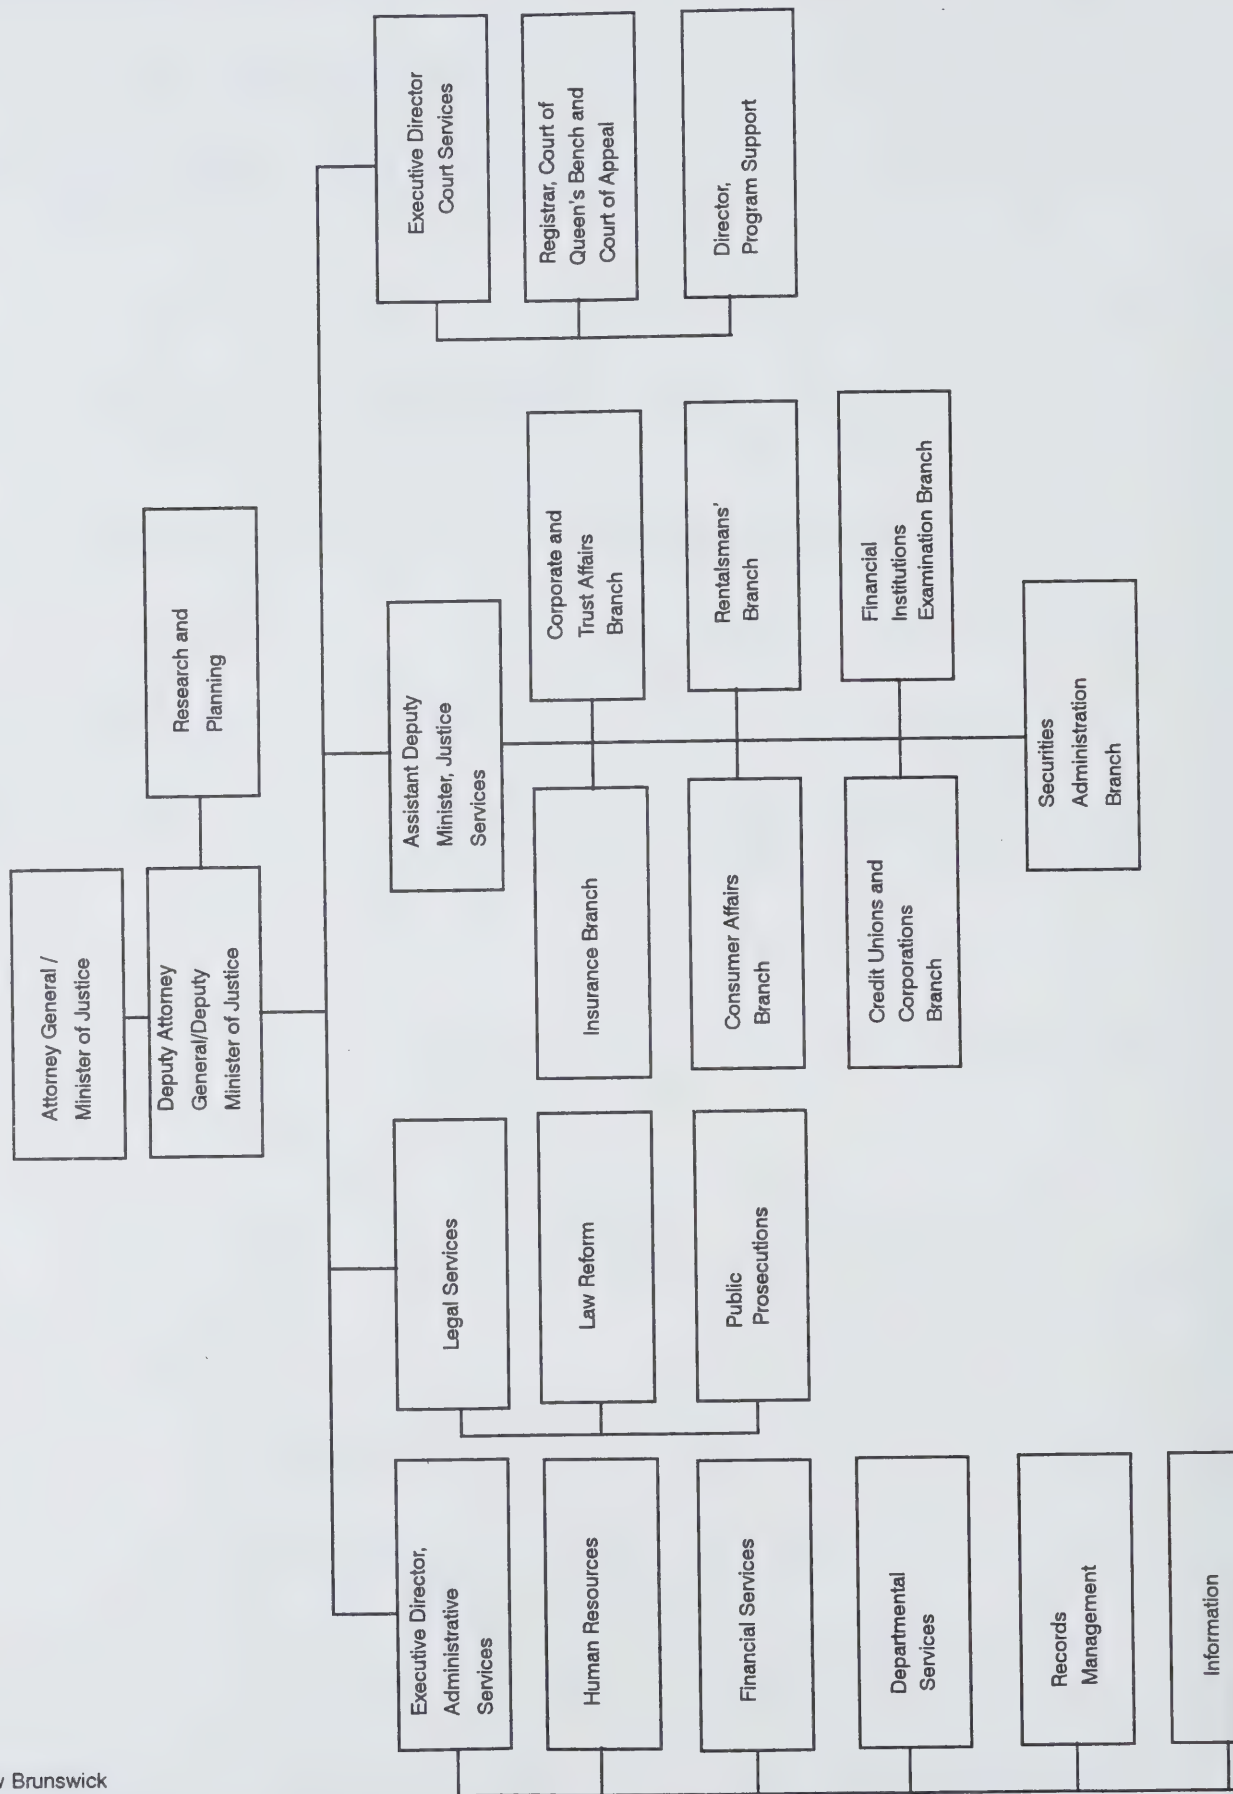 Attorney General /
Minister of Justice
Deputy Attorney
General/Deputy
Minister of Justice
Research and
Planning
Executive Director,
Administrative
Services
Human Resources
Financial Services
Departmental
Services
Records
Management
Information
Legal Services
Law Reform
Public
Prosecutions
Assistant Deputy
Minister, Justice
Services
Insurance Branch
Corporate and
Trust Affairs
Branch
Consumer Affairs
Branch
Rentalsmans'
Branch
Credit Unions and
Corporations
Branch
Financial
Institutions
Examination Branch
Securities
Administration
Branch
Executive Director
Court Services
Registrar, Court of
Queen's Bench and
Court of Appeal
Director,
Program Support
Brunswick